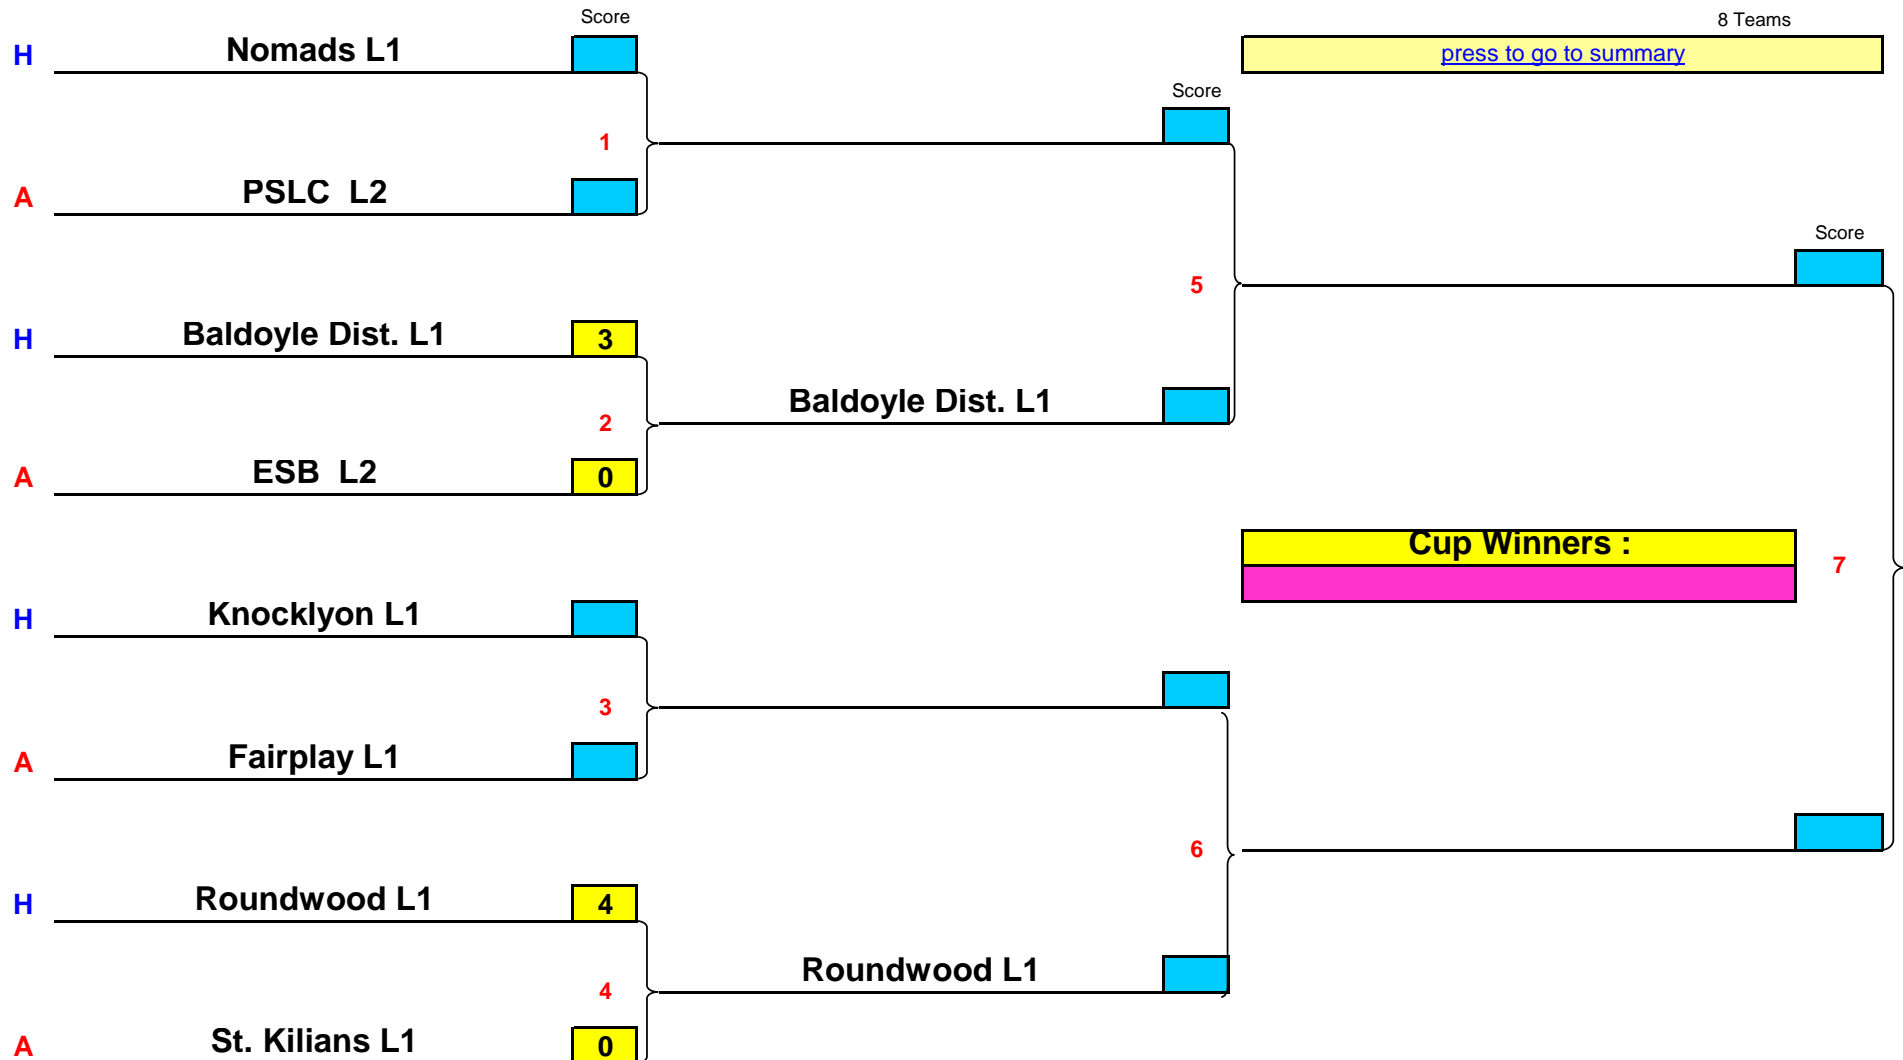 Score
8 Teams
H Nomads L1
press to go to summary
Score
1
A PSLC L2
Score
5
H Baldoyle Dist. L1 3
Baldoyle Dist. L1
2
A ESB L2 0
Cup Winners :
7
H Knocklyon L1
3
A Fairplay L1
6
H Roundwood L1 4
Roundwood L1
4
A St. Kilians L1 0